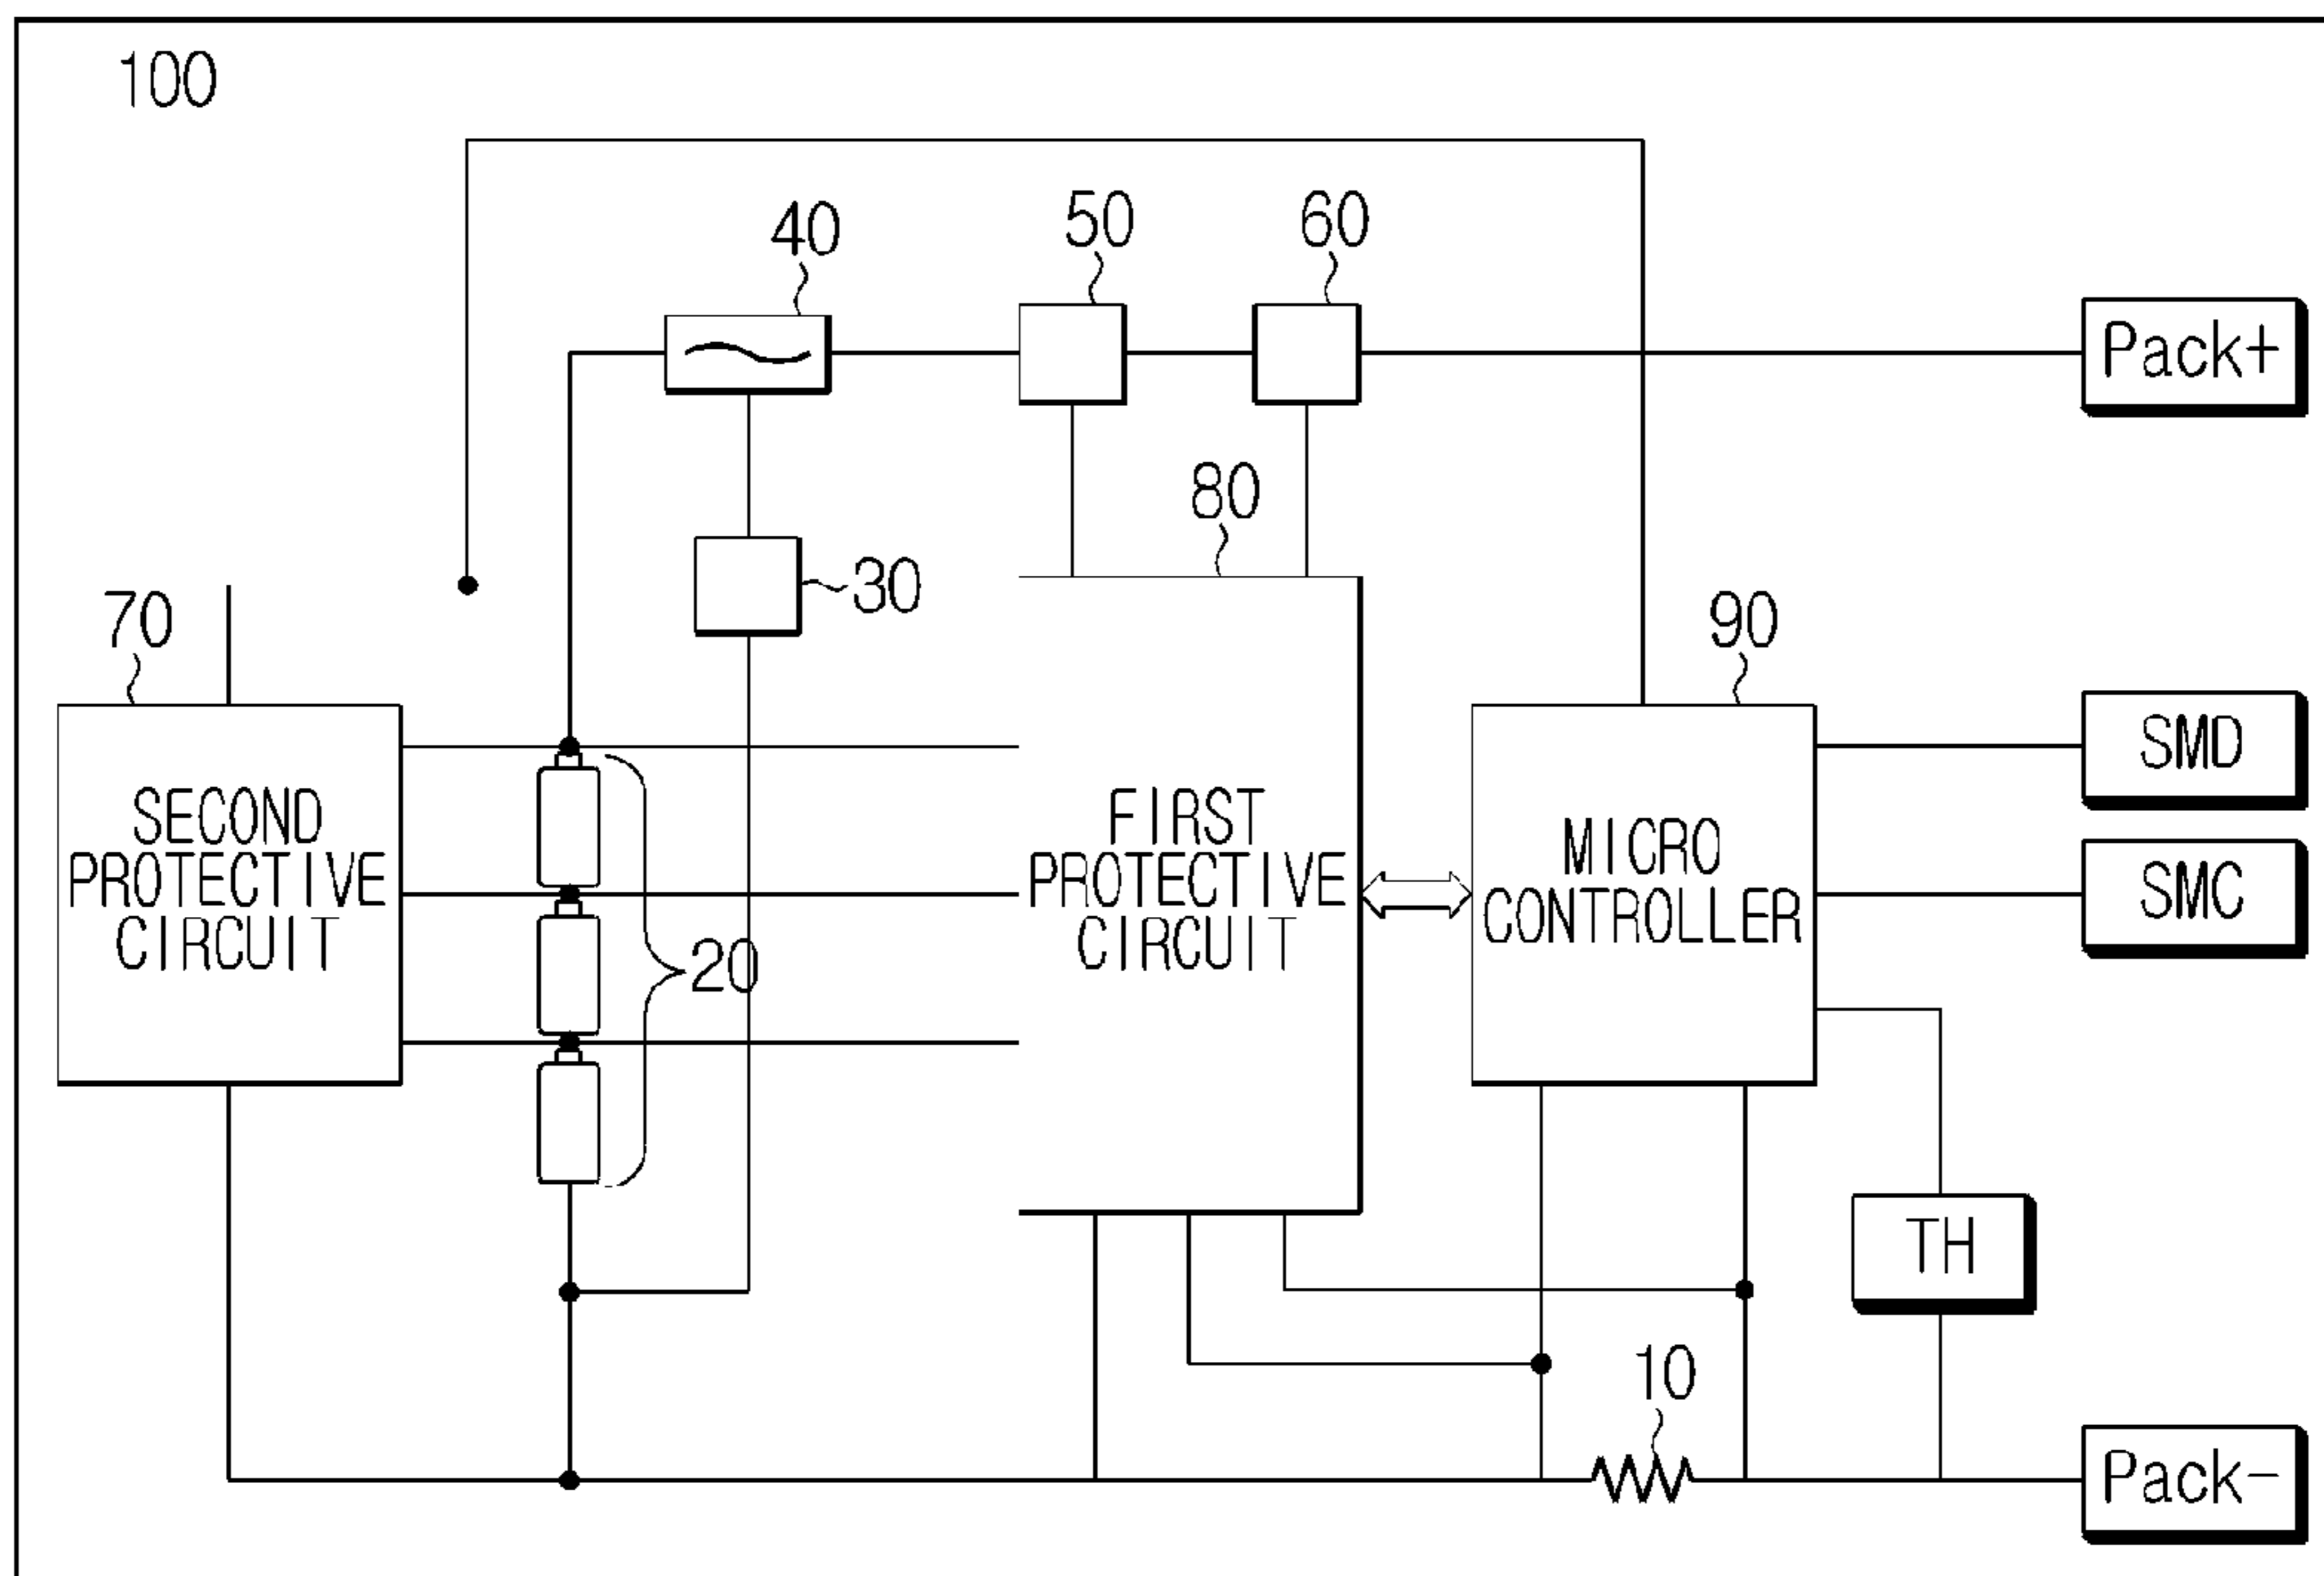 100
40
50
60
Pack+
80
30
70
90
SECOND
PROTECTIVE
CIRCUIT
20
FIRST
PROTECTIVE
CIRCUIT
MICRO
CONTROLLER
SMD
SMC
TH
10
Pack-